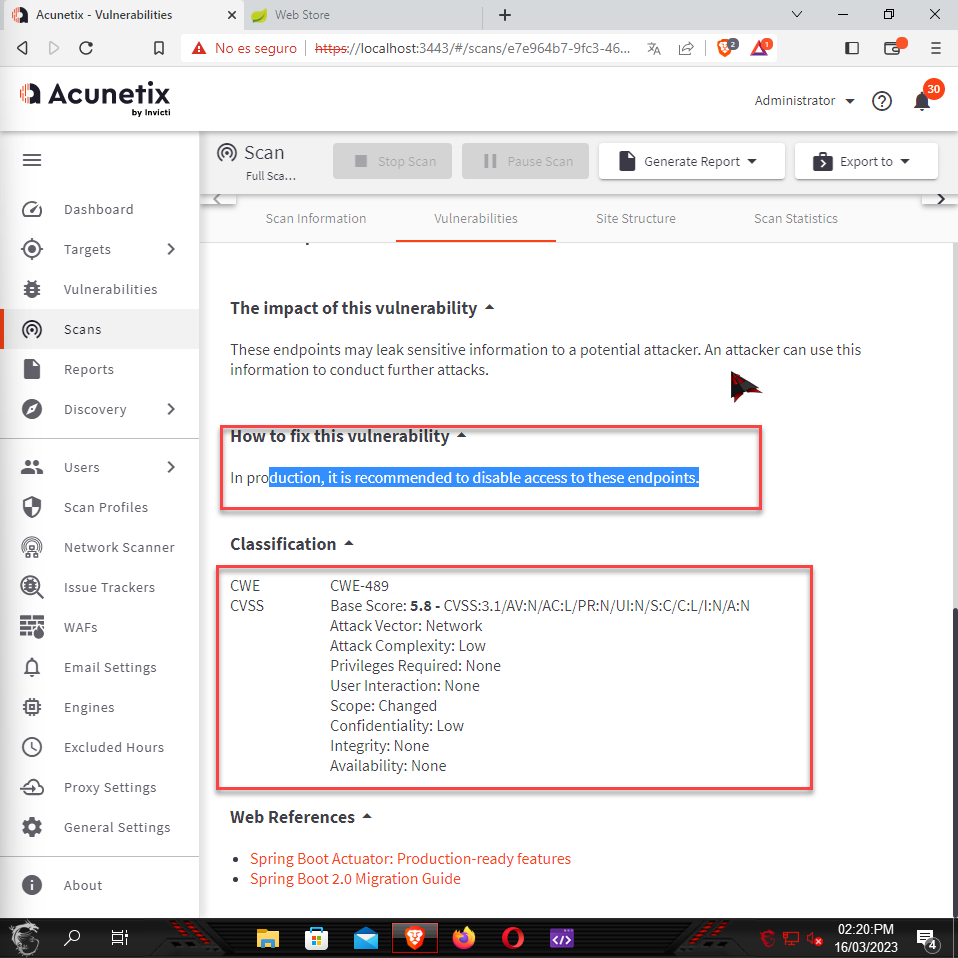 Acunetix - Vulnerabilities
Web Store
No es seguro
https://localhost:3443/#/scans/e7e964b7-9fc3-46...
2
1
Acunetix
by Invicti
Administrator
30
Scan
Full Sca...
Stop Scan
Pause Scan
Generate Report
Export to
Dashboard
Targets
Vulnerabilities
Scans
Reports
Discovery
Users
Scan Profiles
Network Scanner
Issue Trackers
WAFs
Email Settings
Engines
Excluded Hours
Proxy Settings
General Settings
About
Scan Information
Vulnerabilities
Site Structure
Scan Statistics
The impact of this vulnerability
These endpoints may leak sensitive information to a potential attacker. An attacker can use this
information to conduct further attacks.
How to fix this vulnerability
In production, it is recommended to disable access to these endpoints.
Classification
CWE CWE-489
CVSS Base Score: 5.8 - CVSS:3.1/AV:N/AC:L/PR:N/UI:N/S:C/C:L/I:N/A:N
Attack Vector: Network
Attack Complexity: Low
Privileges Required: None
User Interaction: None
Scope: Changed
Confidentiality: Low
Integrity: None
Availability: None
Web References
Spring Boot Actuator: Production-ready features
Spring Boot 2.0 Migration Guide
02:20:PM
16/03/2023
4